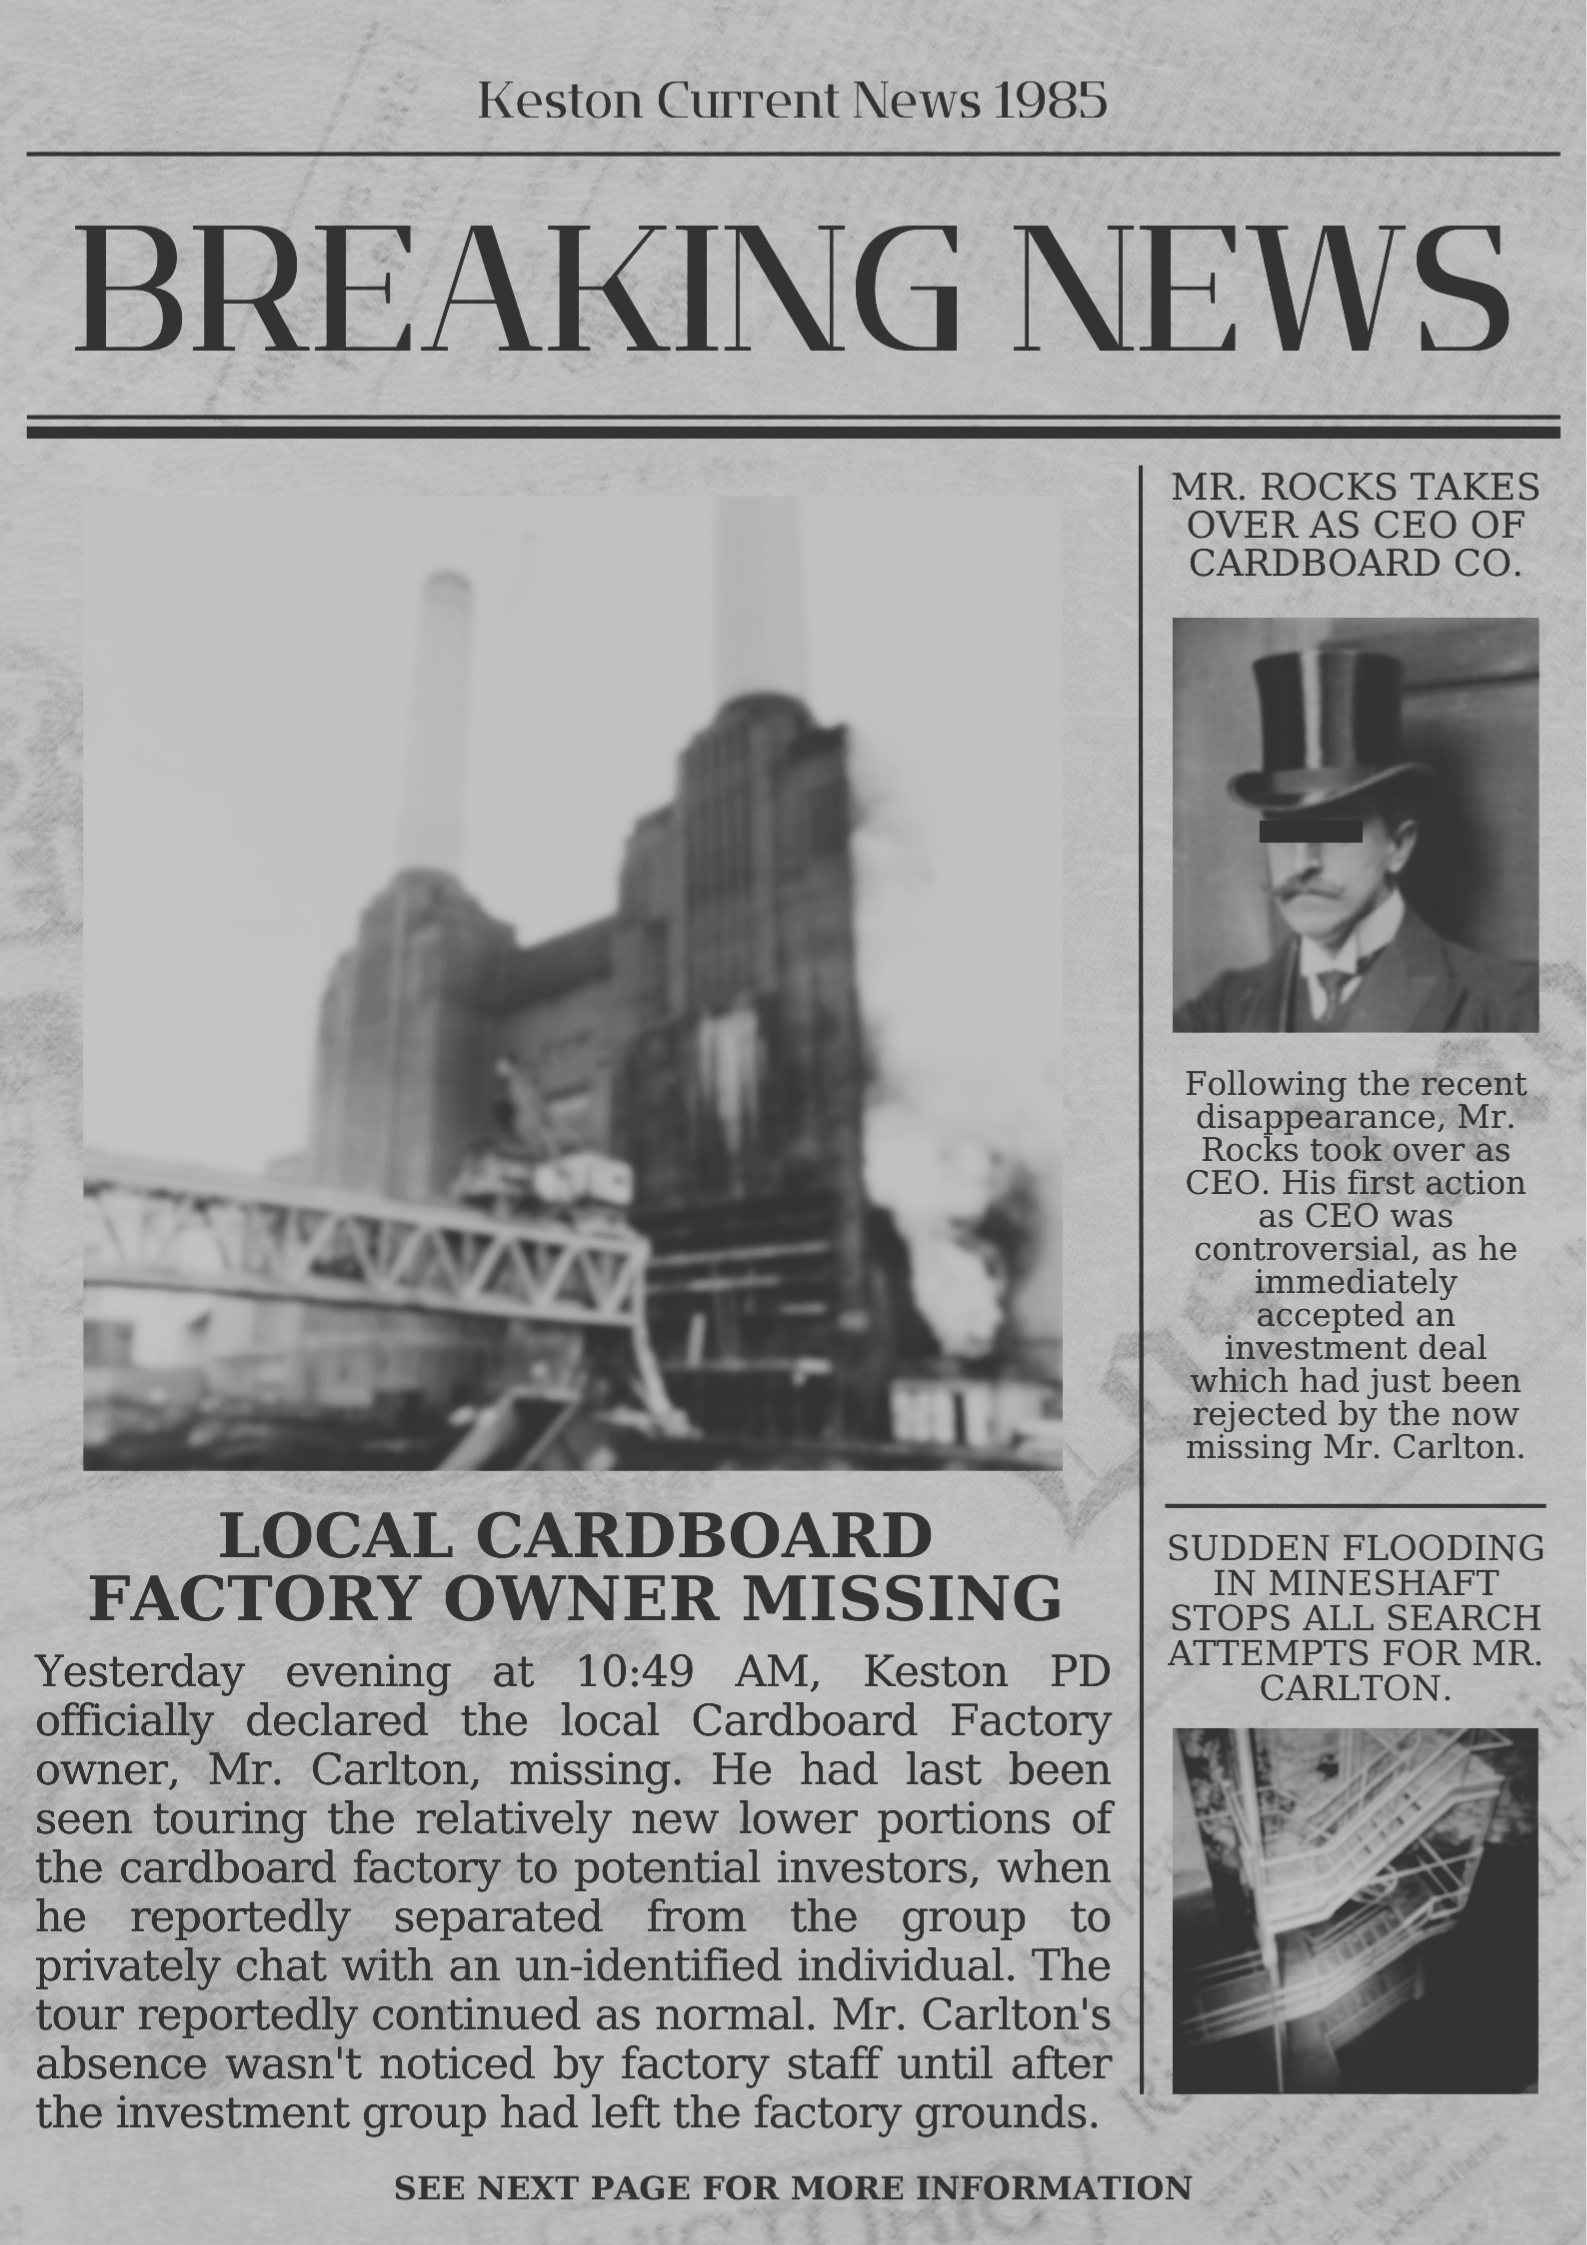 Keston Current News 1985
BREAKING NEWS
LOCAL CARDBOARD
FACTORY OWNER MISSING
Yesterday evening at 10:49 AM, Keston PD
officially declared the local Cardboard Factory
owner, Mr. Carlton, missing. He had last been
seen touring the relatively new lower portions of
the cardboard factory to potential investors, when
he reportedly separated from the group to
privately chat with an un-identified individual. The
tour reportedly continued as normal. Mr. Carlton's
absence wasn't noticed by factory staff until after
the investment group had left the factory grounds.
MR. ROCKS TAKES
OVER AS CEO OF
CARDBOARD CO.
Following the recent
disappearance, Mr.
Rocks took over as
CEO. His first action
as CEO was
controversial, as he
immediately
accepted an
investment deal
which had just been
rejected by the now
missing Mr. Carlton.
SUDDEN FLOODING
IN MINESHAFT
STOPS ALL SEARCH
ATTEMPTS FOR MR.
CARLTON.
SEE NEXT PAGE FOR MORE INFORMATION